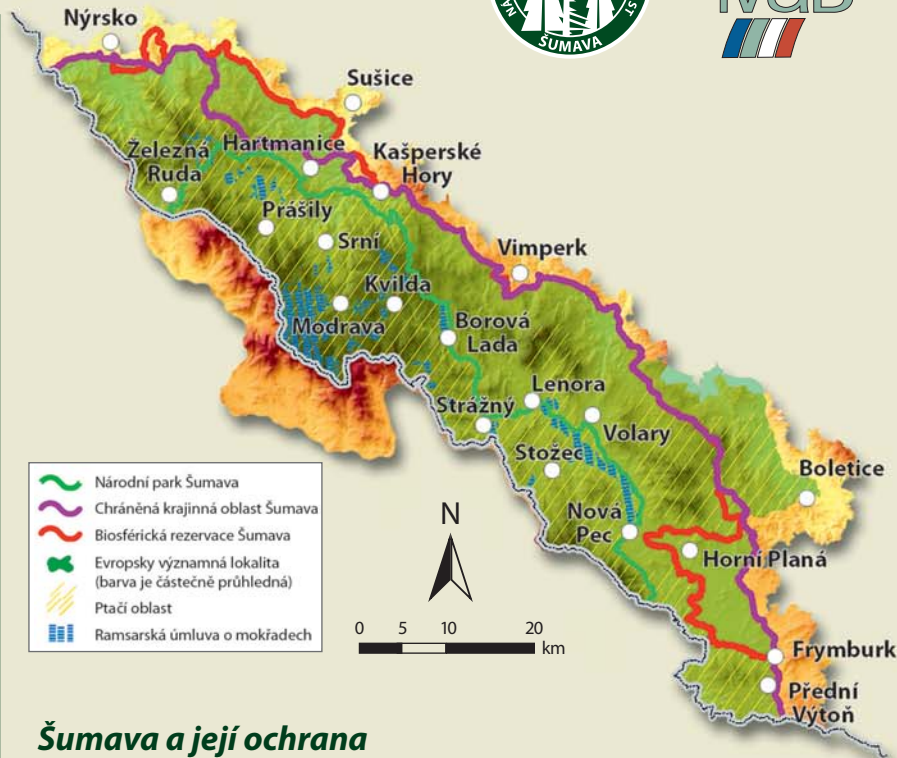 NÁ
ST
ŠUMAVA
Nýrsko
Sušice
Železná
Ruda
Hartmanice
Kašperské
Hory
Prášily
Srní
Vimperk
Kvilda
Modrava
Borová
Lada
Lenora
Strážný
Volary
Stožec
Boletice
Nová
Pec
Horní Planá
Frymburk
Přední
Výtoň
Národní park Šumava
Chráněná krajinná oblast Šumava
Biosférická rezervace Šumava
Evropsky významná lokalita
(barva je částečně průhledná)
Ptačí oblast
Ramsarská úmluva o mokřadech
N
0 5 10 20
km
Šumava a její ochrana